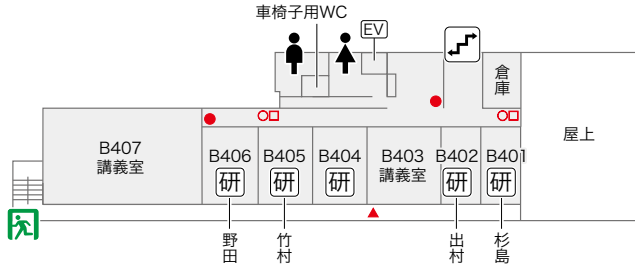 車椅子用WC
EV
倉庫
屋上
B407
講義室
B406
研
B405
研
B404
研
B403
講義室
B402
研
B401
研
野田
竹村
出村
杉島